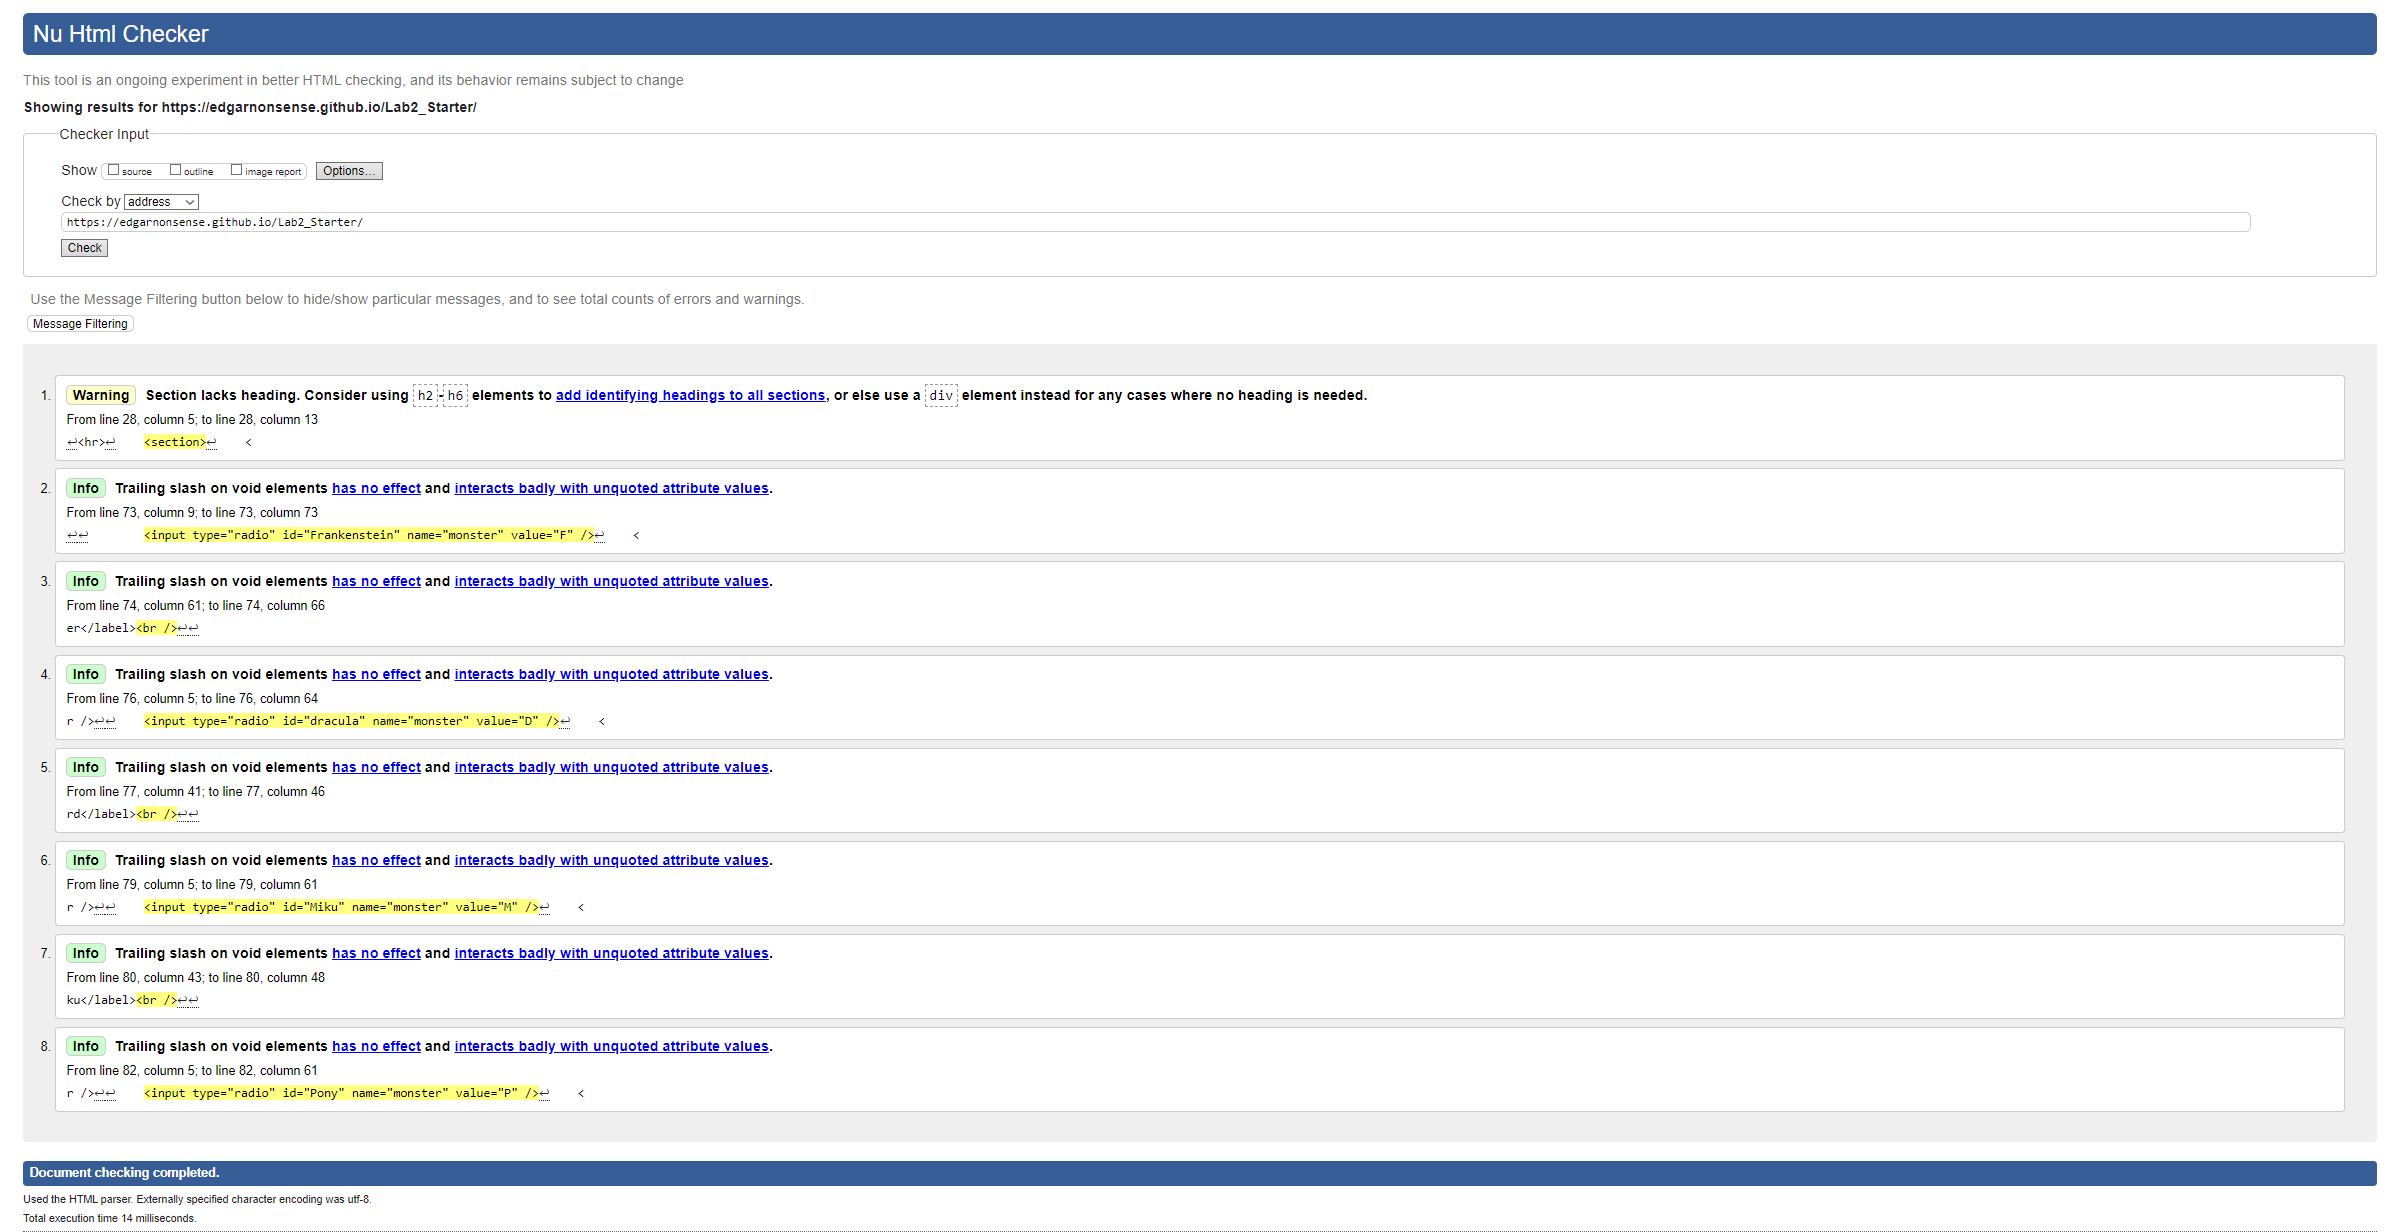 Nu Html Checker
This tool is an ongoing experiment in better HTML checking, and its behavior remains subject to change
Showing results for https://edgarnonsense.github.io/Lab2_Starter/
Checker Input
Show source outline image report Options...
Check by address
https://edgarnonsense.github.io/Lab2_Starter/
Check
Use the Message Filtering button below to hide/show particular messages, and to see total counts of errors and warnings.
Message Filtering
1. Warning Section lacks heading. Consider using h2-h6 elements to add identifying headings to all sections, or else use a div element instead for any cases where no heading is needed.
From line 28, column 5; to line 28, column 13
↩<hr>↩ <section>↩ <
2. Info Trailing slash on void elements has no effect and interacts badly with unquoted attribute values.
From line 73, column 9; to line 73, column 73
↩↩ <input type="radio" id="Frankenstein" name="monster" value="F" />↩ <
3. Info Trailing slash on void elements has no effect and interacts badly with unquoted attribute values.
From line 74, column 61; to line 74, column 66
er</label><br />↩↩
4. Info Trailing slash on void elements has no effect and interacts badly with unquoted attribute values.
From line 76, column 5; to line 76, column 64
r />↩↩ <input type="radio" id="dracula" name="monster" value="D" />↩ <
5. Info Trailing slash on void elements has no effect and interacts badly with unquoted attribute values.
From line 77, column 41; to line 77, column 46
rd</label><br />↩↩
6. Info Trailing slash on void elements has no effect and interacts badly with unquoted attribute values.
From line 79, column 5; to line 79, column 61
r />↩↩ <input type="radio" id="Miku" name="monster" value="M" />↩ <
7. Info Trailing slash on void elements has no effect and interacts badly with unquoted attribute values.
From line 80, column 43; to line 80, column 48
ku</label><br />↩↩
8. Info Trailing slash on void elements has no effect and interacts badly with unquoted attribute values.
From line 82, column 5; to line 82, column 61
r />↩↩ <input type="radio" id="Pony" name="monster" value="P" />↩ <
Document checking completed.
Used the HTML parser. Externally specified character encoding was utf-8.
Total execution time 14 milliseconds.